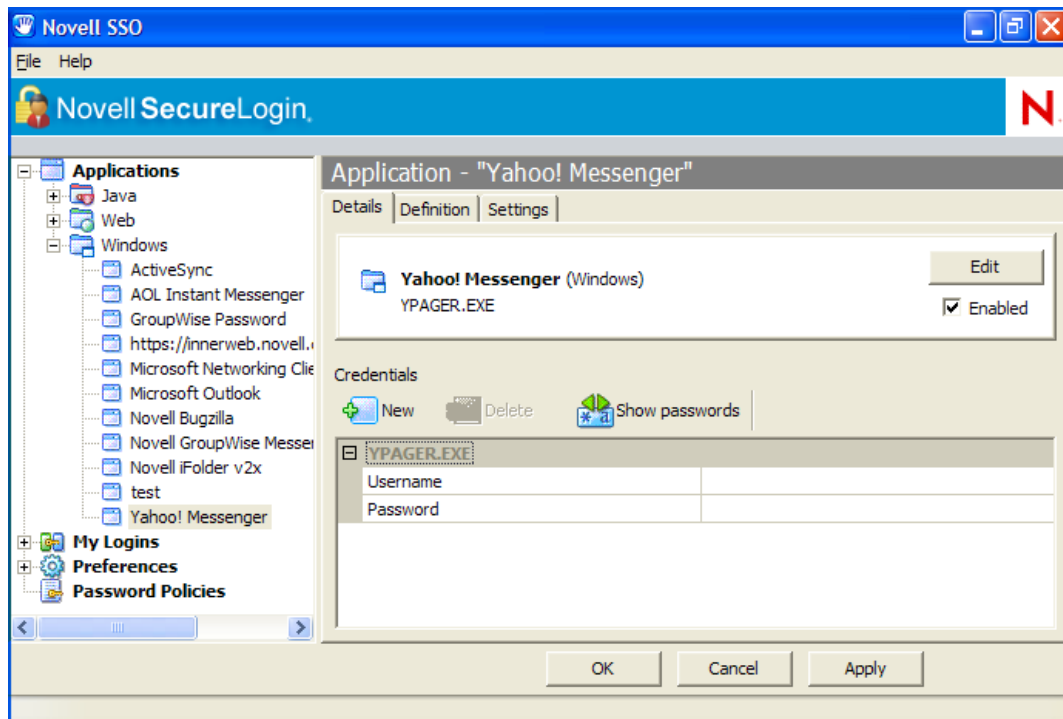 Novell SSO
File Help
Novell SecureLogin.
N.
Applications
Java
Web
Windows
ActiveSync
AOL Instant Messenger
GroupWise Password
https://innerweb.novell.
Microsoft Networking Clie
Microsoft Outlook
Novell Bugzilla
Novell GroupWise Messen
Novell iFolder v2x
test
Yahoo! Messenger
My Logins
Preferences
Password Policies
Application - "Yahoo! Messenger"
Details Definition Settings
Yahoo! Messenger (Windows)
YPAGER.EXE
Edit
Enabled
Credentials
New Delete Show passwords
YPAGER.EXE
Username
Password
OK Cancel Apply